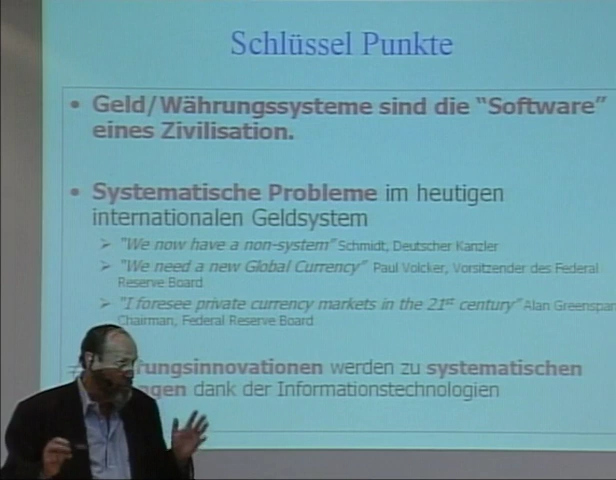 Schlüssel Punkte
• Geld/Währungssysteme sind die “Software”
eines Zivilisation.
• Systematische Probleme im heutigen
internationalen Geldsystem
➢ "We now have a non-system" Schmidt, Deutscher Kanzler
➢ "We need a new Global Currency" Paul Volcker, Vorsitzender des Federal
Reserve Board
➢ "I foresee private currency markets in the 21st century" Alan Greenspan
Chairman, Federal Reserve Board
rungsinnovationen werden zu systematischen
agen dank der Informationstechnologien